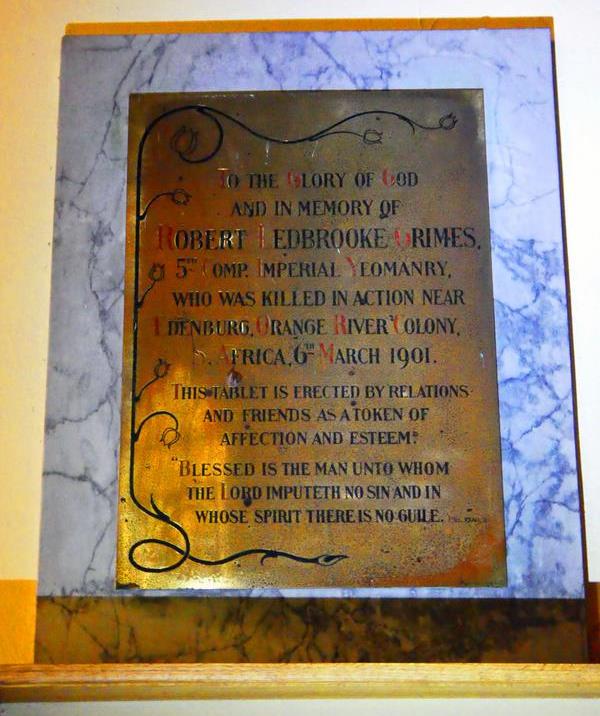 TO THE GLORY OF GOD
AND IN MEMORY OF
ROBERT LEDBROOKE GRIMES,
5TH COMP. IMPERIAL YEOMANRY,
WHO WAS KILLED IN ACTION NEAR
EDENBURG, ORANGE RIVER COLONY,
S. AFRICA, 6TH MARCH 1901.
THIS TABLET IS ERECTED BY RELATIONS
AND FRIENDS AS A TOKEN OF
AFFECTION AND ESTEEM.
"BLESSED IS THE MAN UNTO WHOM
THE LORD IMPUTETH NO SIN AND IN
WHOSE SPIRIT THERE IS NO GUILE.